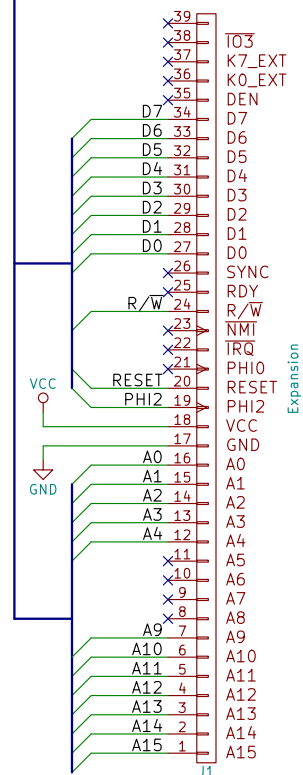 39
38 IO3
37 K7_EXT
36 K0_EXT
35 DEN
D7 34 D7
D6 33 D6
D5 32 D5
D4 31 D4
D3 30 D3
D2 29 D2
D1 28 D1
D0 27 D0
26 SYNC
25 RDY
R/W 24 R/W
23 NMI
22 IRQ
21 PHI0
RESET 20 RESET
PHI2 19 PHI2
VCC
18 VCC
17 GND
GND
A0 16 A0
A1 15 A1
A2 14 A2
A3 13 A3
A4 12 A4
11 A5
10 A6
9 A7
8 A8
A9 7 A9
A10 6 A10
A11 5 A11
A12 4 A12
A13 3 A13
A14 2 A14
A15 1 A15
J1
Expansion